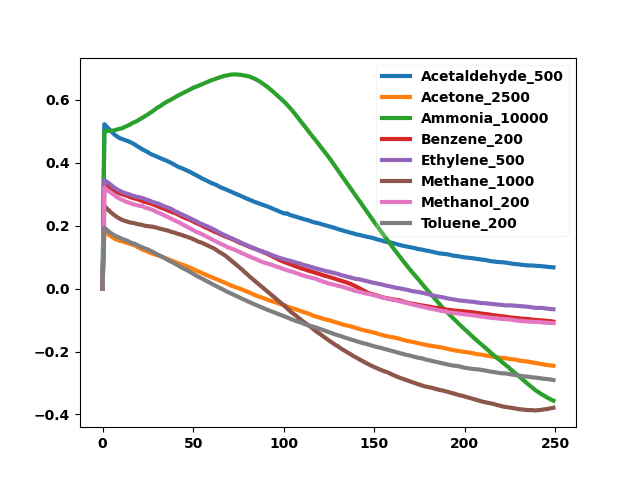 0.6
0.4
0.2
0.0
−0.2
−0.4
0 50 100 150 200 250
Acetaldehyde_500
Acetone_2500
Ammonia_10000
Benzene_200
Ethylene_500
Methane_1000
Methanol_200
Toluene_200